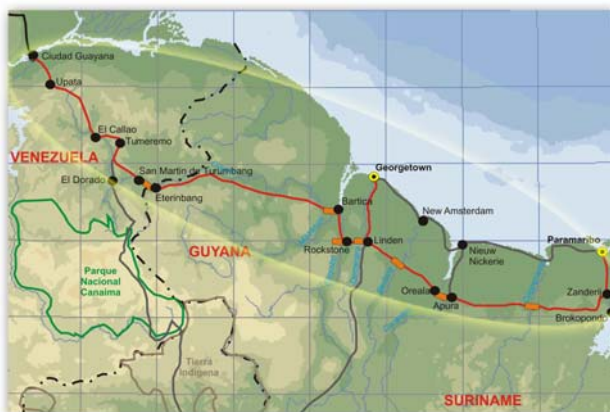 Ciudad Guayana
Upata
El Callao
Tumeremo
VENEZUELA
San Martin de Turumbang
El Dorado
Eterinbang
Georgetown
Bartica
New Amsterdam
GUYANA
Rockstone
Linden
Nieuw
Nickerie
Paramaribo
Parque
Nacional
Canaima
Oreala
Apura
Zanderij
Brokopondo
Tierra
Indigena
SURINAME